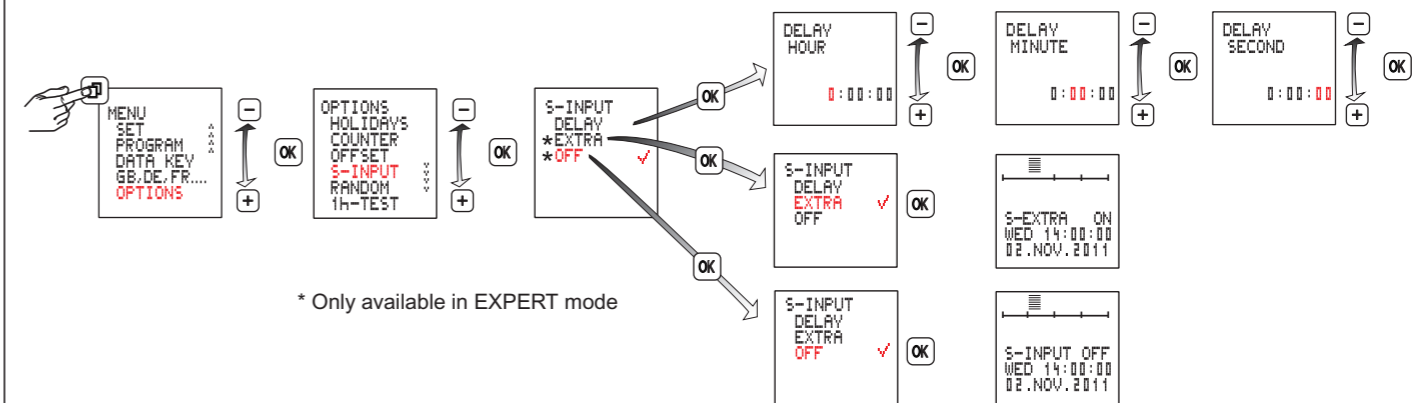 MENU
SET
PROGRAM
DATA KEY
GB,DE,FR....
OPTIONS
−
+
OK
OPTIONS
HOLIDAYS
COUNTER
OFFSET
S-INPUT
RANDOM
1h-TEST
−
+
OK
S-INPUT
DELAY
*EXTRA
*OFF ✓
OK
OK
OK
DELAY
HOUR
0:00:00
−
+
OK
DELAY
MINUTE
0:00:00
−
+
OK
DELAY
SECOND
0:00:00
−
+
OK
S-INPUT
DELAY
EXTRA ✓
OFF
OK
S-EXTRA ON
WED 14:00:00
02.NOV.2011
S-INPUT
DELAY
EXTRA
OFF ✓
OK
S-INPUT OFF
WED 14:00:00
02.NOV.2011
* Only available in EXPERT mode